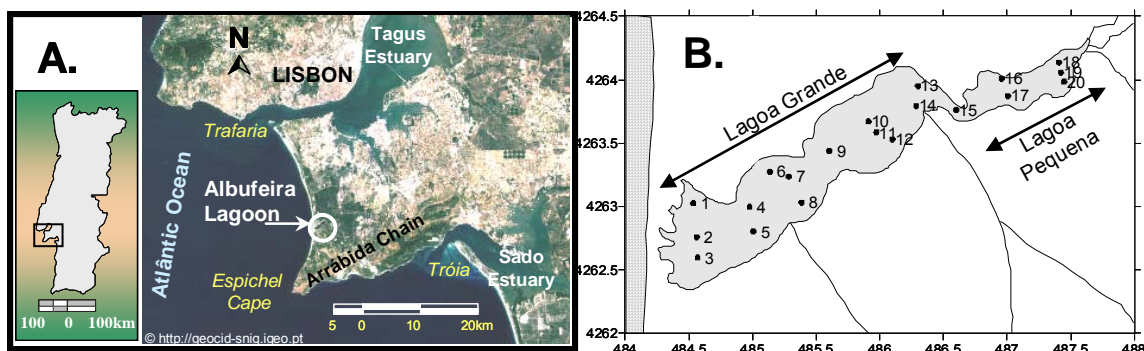 A.
100 0 100km
N
LISBON
Tagus
Estuary
Trafaria
Atlântic Ocean
Albufeira
Lagoon
Arrábida Chain
Espichel
Cape
Tróia
Sado
Estuary
5 0 10 20km
© http://geocid-snig.igeo.pt
B.
4264.5
4264
4263.5
4263
4262.5
4262
484 484.5 485 485.5 486 486.5 487 487.5 488
Lagoa Grande
Lagoa
Pequena
1
2
3
4
5
6
7
8
9
10
11
12
13
14
15
16
17
18
19
20